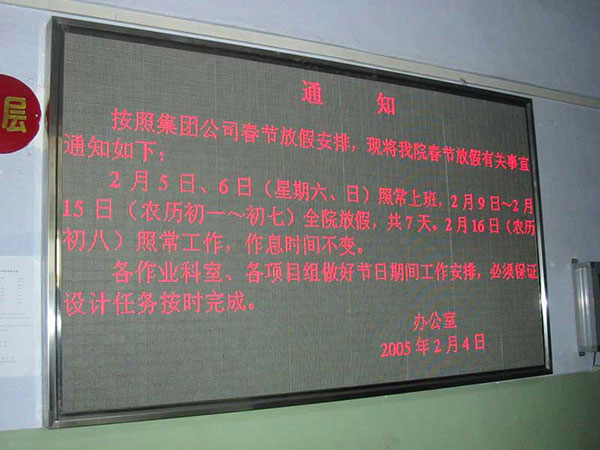 层
通 知
按照集团公司春节放假安排，现将我院春节放假有关事宜
通知如下：
2月5日、6日（星期六、日）照常上班，2月9日～2月
15日（农历初一～初七）全院放假，共7天。2月16日（农历
初八）照常工作，作息时间不变。
各作业科室、各项目组做好节日期间工作安排，必须保证
设计任务按时完成。
办公室
2005年2月4日